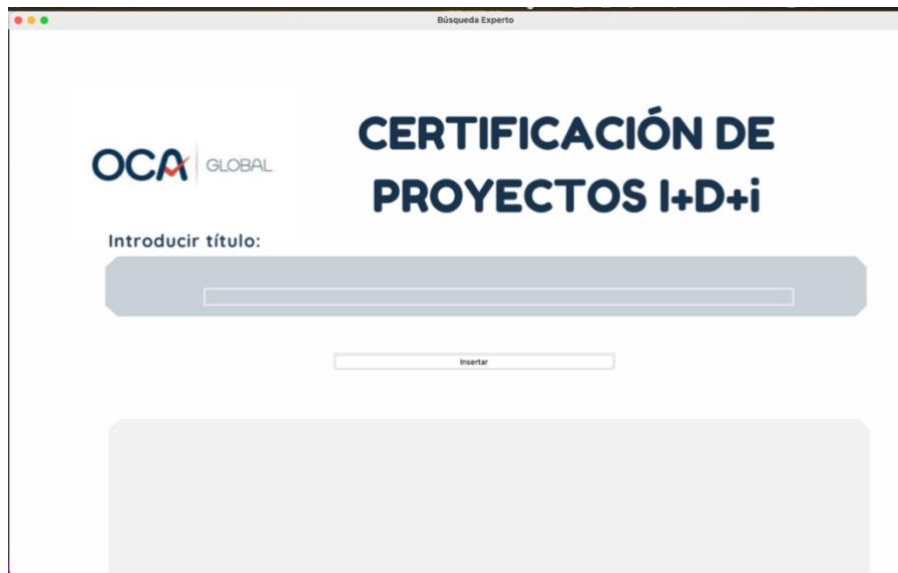 Búsqueda Experto
CERTIFICACIÓN DE
PROYECTOS I+D+i
OCA GLOBAL
Introducir título:
Insertar